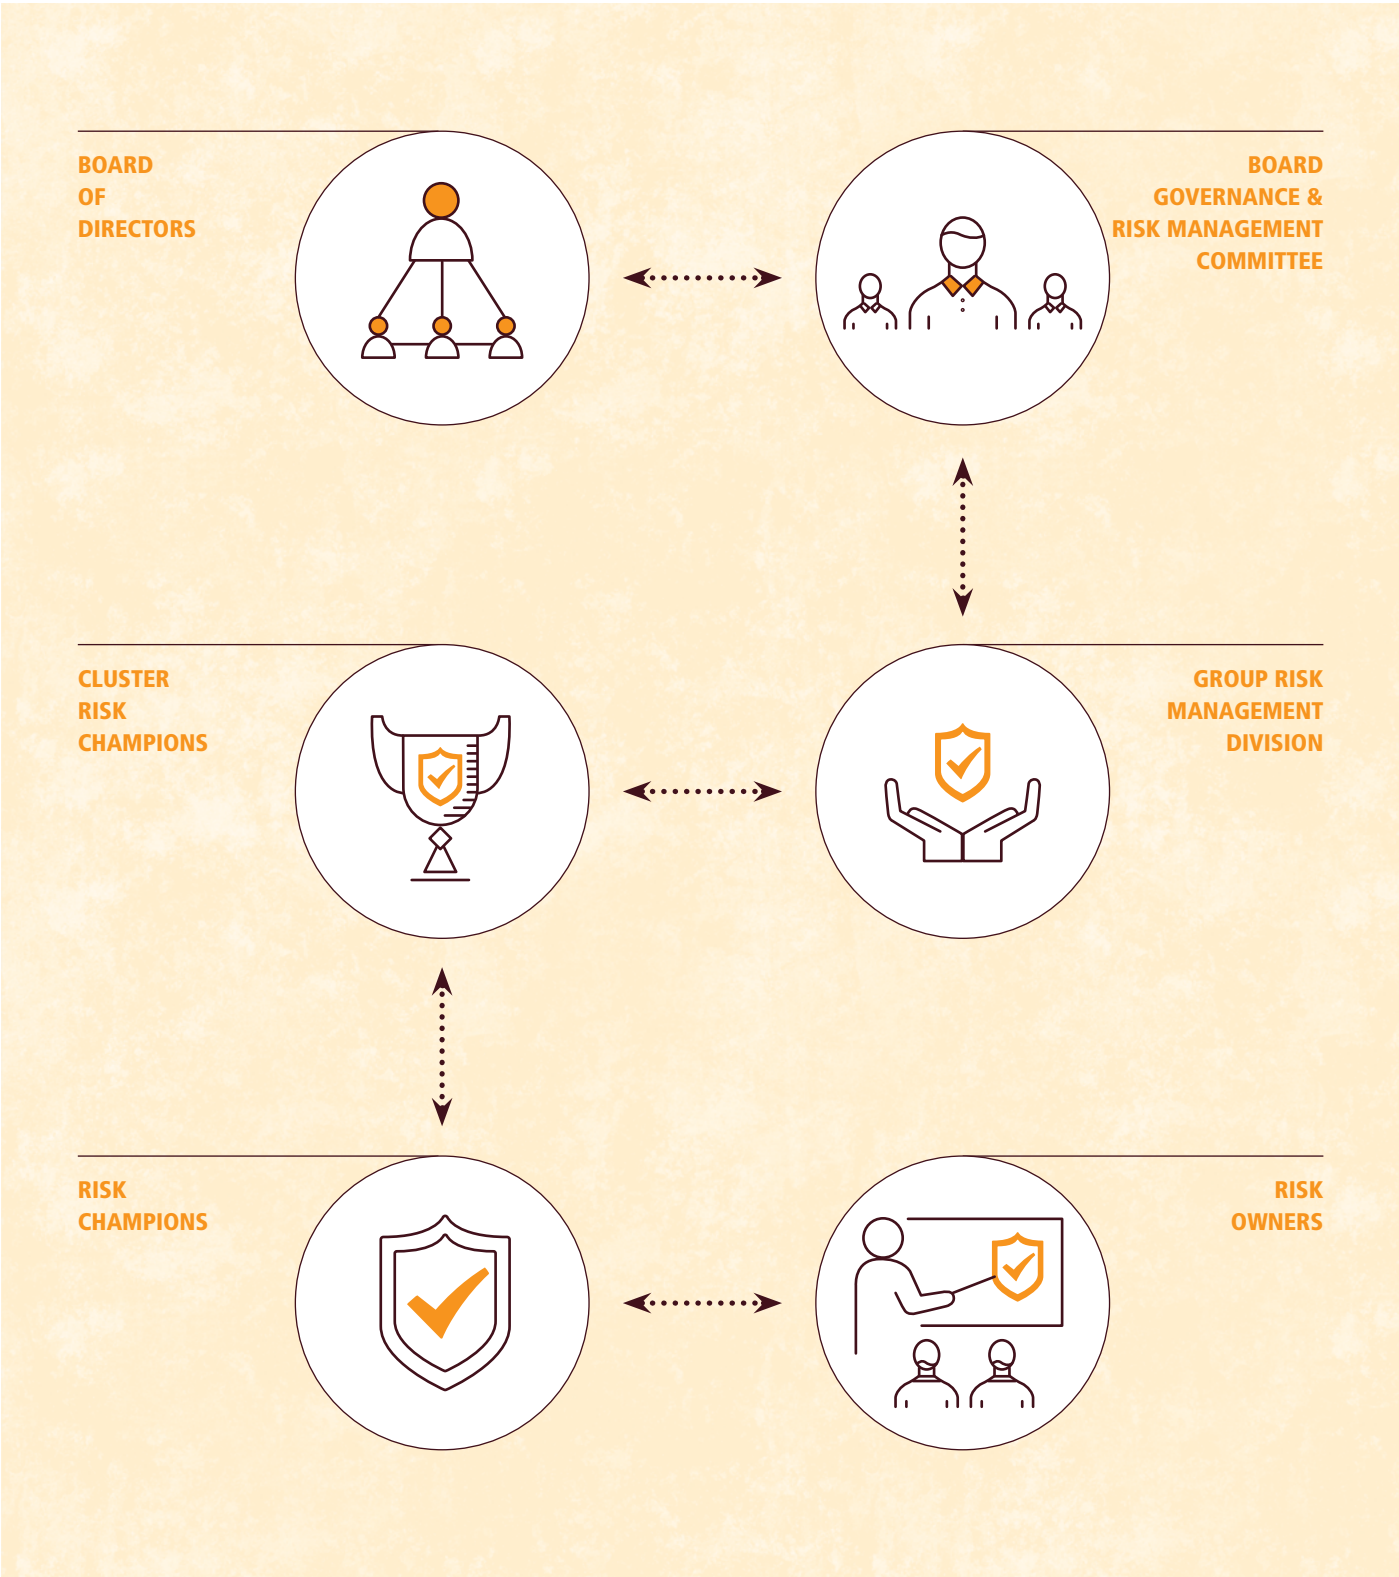 BOARD
OF
DIRECTORS
BOARD
GOVERNANCE &
RISK MANAGEMENT
COMMITTEE
CLUSTER
RISK
CHAMPIONS
GROUP RISK
MANAGEMENT
DIVISION
RISK
CHAMPIONS
RISK
OWNERS